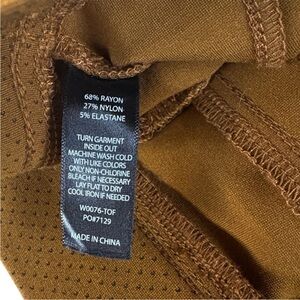 68% RAYON
27% NYLON
5% ELASTANE
TURN GARMENT
INSIDE OUT
MACHINE WASH COLD
WITH LIKE COLORS
ONLY NON-CHLORINE
BLEACH IF NECESSARY
LAY FLAT TO DRY
COOL IRON IF NEEDED
W0076-TOF
PO#7129
MADE IN CHINA